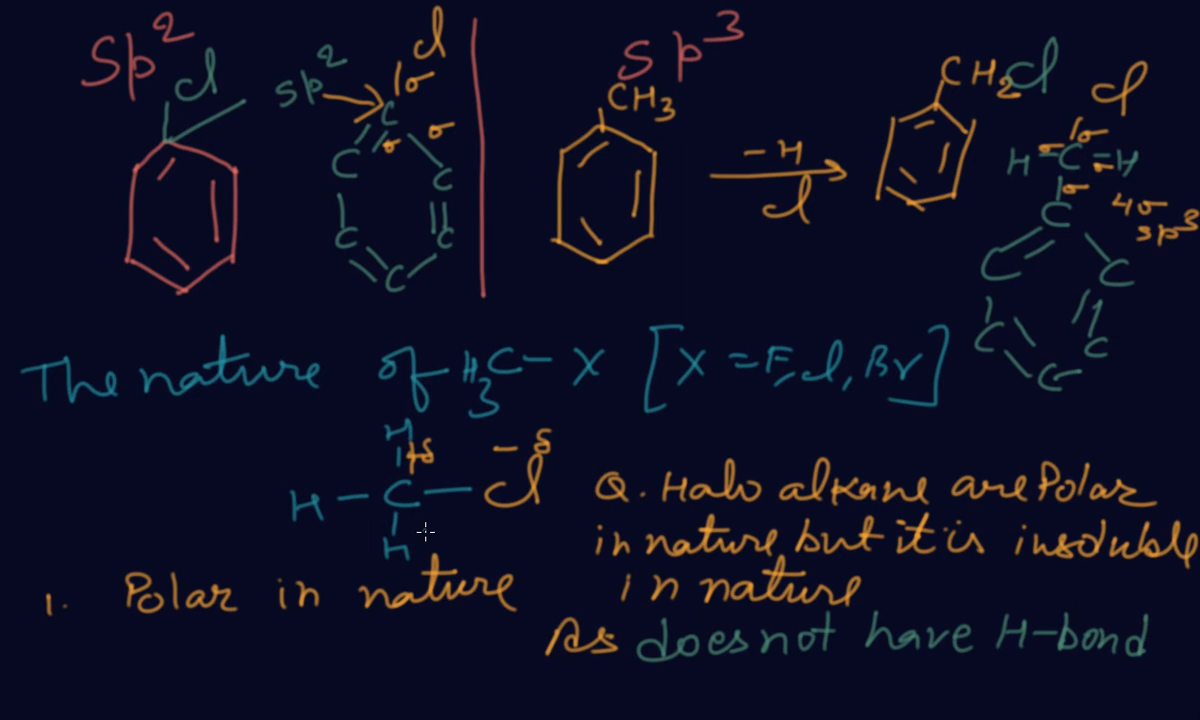 Sp²
Cl
sp²
Cl
1σ
C
σ
σ
C
C
C
C
C
Sp³
CH₃
-H
Cl
CH₂Cl
Cl
1σ
H -C= H
σ
σ
σ
4σ
sp³
C
C
C
C
C
C
The nature of H₃C-X [X = F, Cl, Br]
H
+δ
-δ
H - C - Cl
H
1. Polar in nature
Q. Halo alkane are Polar
in nature but it is insoluble
in nature
As does not have H-bond